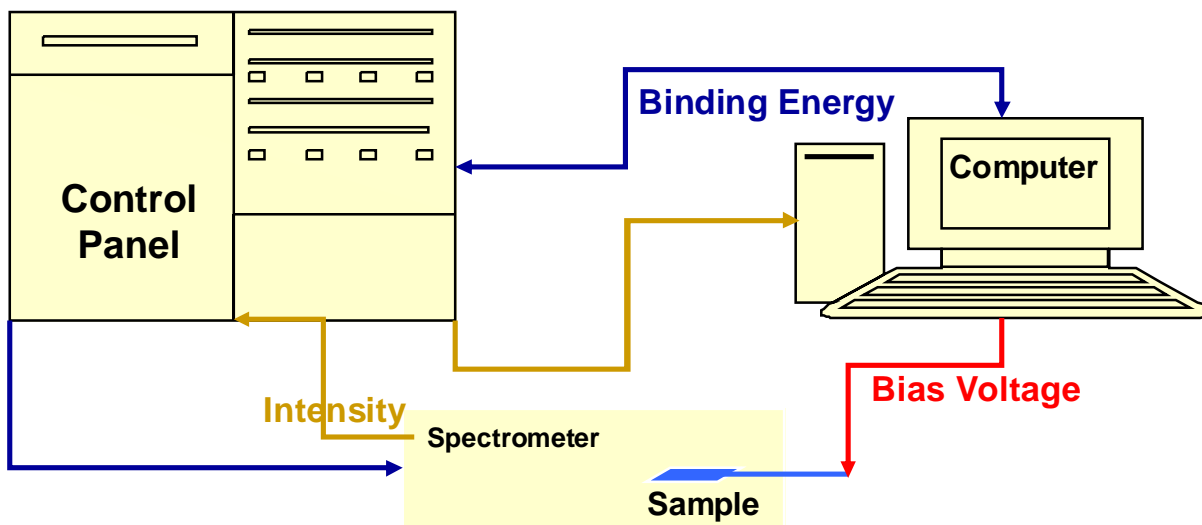 Binding Energy
Computer
Control
Panel
Bias Voltage
Intensity
Spectrometer
Sample